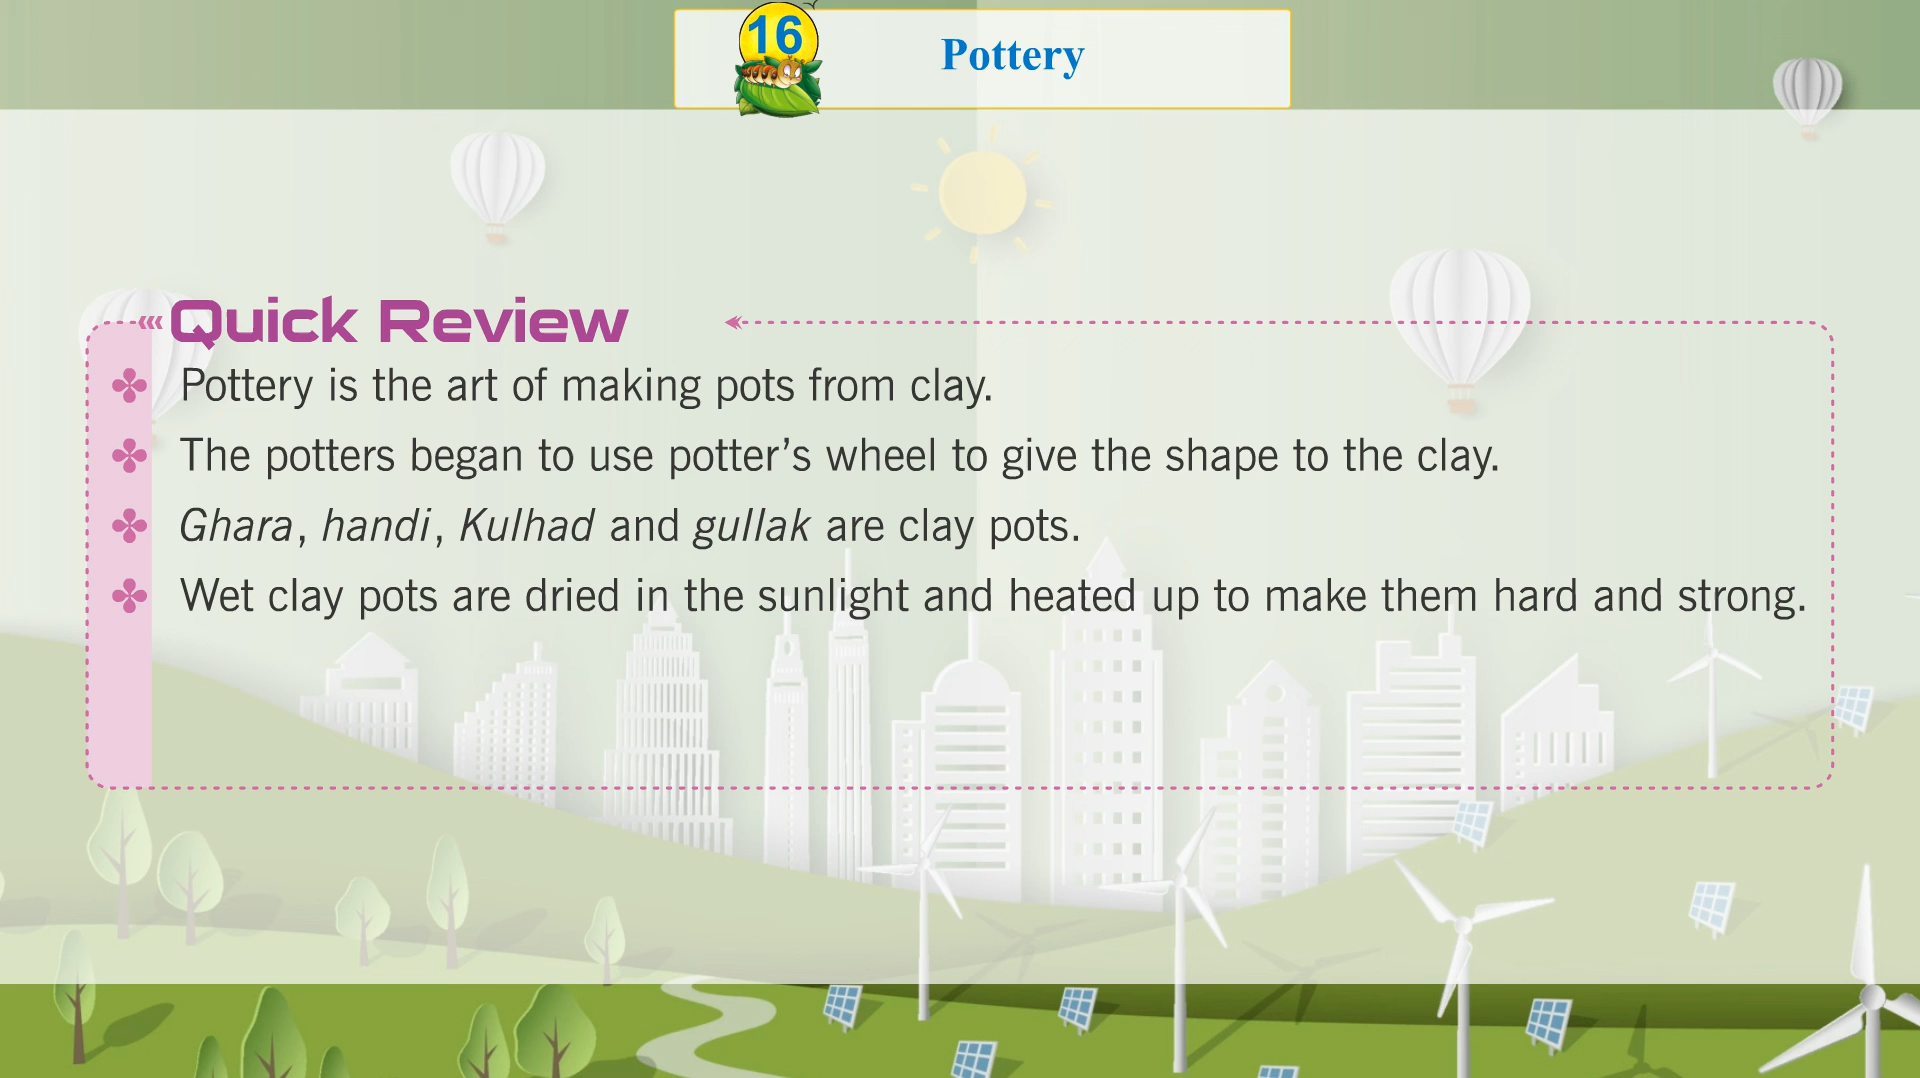 16
Pottery
Quick Review
Pottery is the art of making pots from clay.
The potters began to use potter’s wheel to give the shape to the clay.
Ghara, handi, Kulhad and gullak are clay pots.
Wet clay pots are dried in the sunlight and heated up to make them hard and strong.